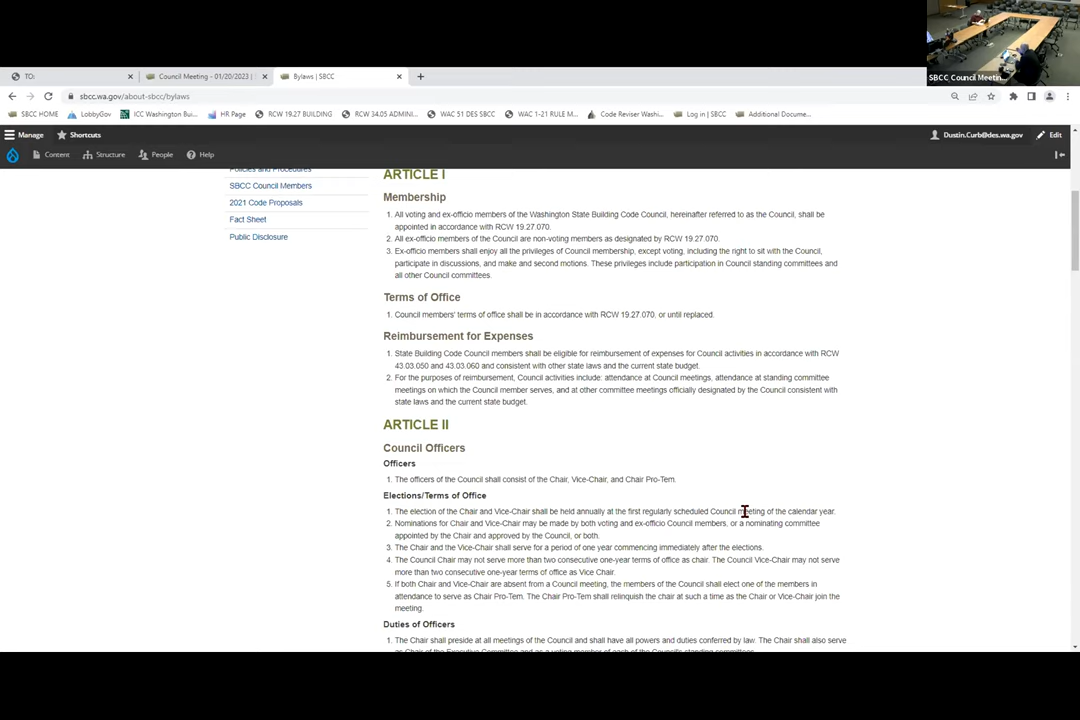 SBCC Council Meetin...
TO:
Council Meeting - 01/20/2023 |
Bylaws | SBCC
sbcc.wa.gov/about-sbcc/bylaws
SBCC HOME
LobbyGov
ICC Washington Bui...
HR Page
RCW 19.27 BUILDING
RCW 34.05 ADMINI...
WAC 51 DES SBCC
WAC 1-21 RULE M...
Code Reviser Washi...
Log in | SBCC
Additional Docume...
Manage
Shortcuts
Dustin.Curb@des.wa.gov
Edit
Content
Structure
People
Help
Policies and Procedures
SBCC Council Members
2021 Code Proposals
Fact Sheet
Public Disclosure
ARTICLE I
Membership
1. All voting and ex-officio members of the Washington State Building Code Council, hereinafter referred to as the Council, shall be
appointed in accordance with RCW 19.27.070.
2. All ex-officio members of the Council are non-voting members as designated by RCW 19.27.070.
3. Ex-officio members shall enjoy all the privileges of Council membership, except voting, including the right to sit with the Council,
participate in discussions, and make and second motions. These privileges include participation in Council standing committees and
all other Council committees.
Terms of Office
1. Council members' terms of office shall be in accordance with RCW 19.27.070, or until replaced.
Reimbursement for Expenses
1. State Building Code Council members shall be eligible for reimbursement of expenses for Council activities in accordance with RCW
43.03.050 and 43.03.060 and consistent with other state laws and the current state budget.
2. For the purposes of reimbursement, Council activities include: attendance at Council meetings, attendance at standing committee
meetings on which the Council member serves, and at other committee meetings officially designated by the Council consistent with
state laws and the current state budget.
ARTICLE II
Council Officers
Officers
1. The officers of the Council shall consist of the Chair, Vice-Chair, and Chair Pro-Tem.
Elections/Terms of Office
1. The election of the Chair and Vice-Chair shall be held annually at the first regularly scheduled Council meeting of the calendar year.
2. Nominations for Chair and Vice-Chair may be made by both voting and ex-officio Council members, or a nominating committee
appointed by the Chair and approved by the Council, or both.
3. The Chair and the Vice-Chair shall serve for a period of one year commencing immediately after the elections.
4. The Council Chair may not serve more than two consecutive one-year terms of office as chair. The Council Vice-Chair may not serve
more than two consecutive one-year terms of office as Vice Chair.
5. If both Chair and Vice-Chair are absent from a Council meeting, the members of the Council shall elect one of the members in
attendance to serve as Chair Pro-Tem. The Chair Pro-Tem shall relinquish the chair at such a time as the Chair or Vice-Chair join the
meeting.
Duties of Officers
1. The Chair shall preside at all meetings of the Council and shall have all powers and duties conferred by law. The Chair shall also serve
as Chair of the Executive Committee and as a voting member of each of the Council's standing committees.